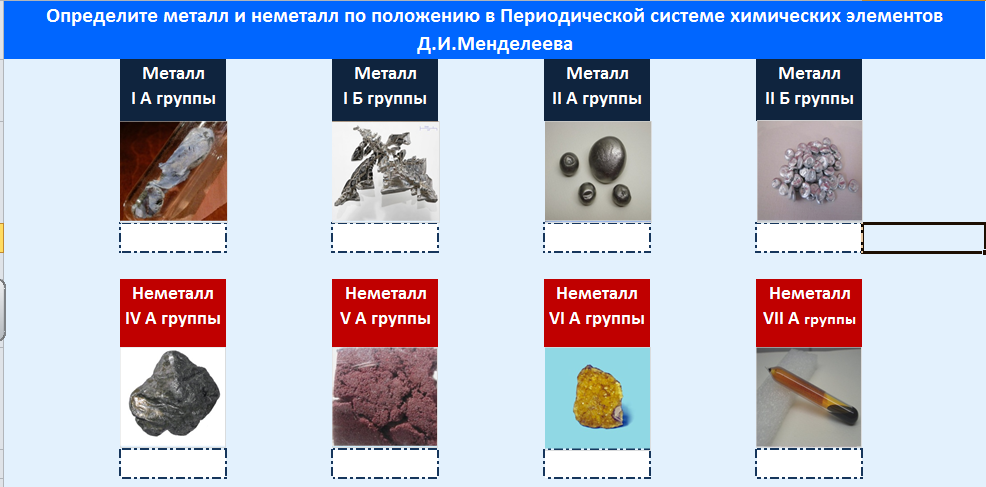 Определите металл и неметалл по положению в Периодической системе химических элементов
Д.И.Менделеева
Металл
I А группы
Металл
I Б группы
Металл
II А группы
Металл
II Б группы
Неметалл
IV А группы
Неметалл
V А группы
Неметалл
VI А группы
Неметалл
VII А группы